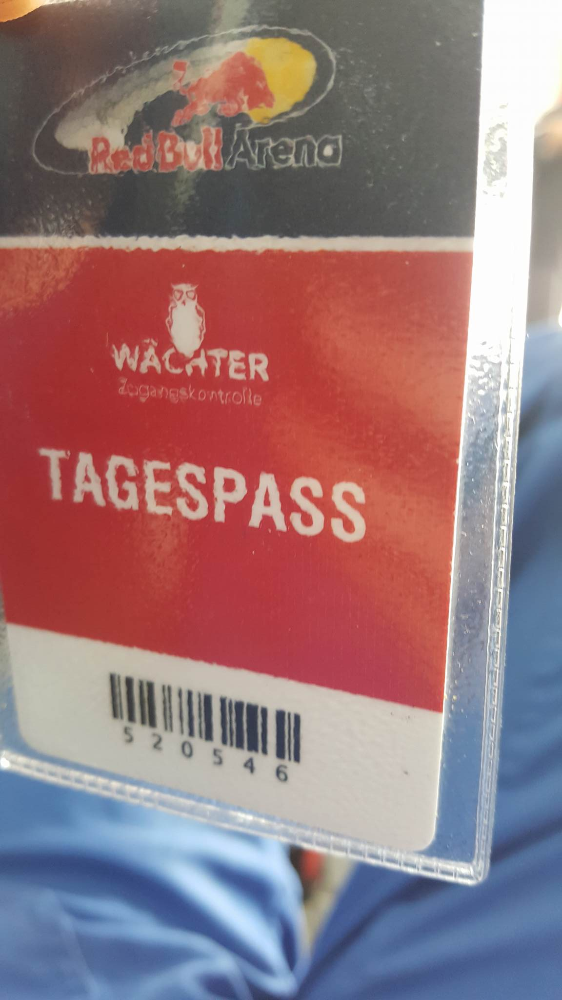 Red Bull Arena
WÄCHTER
Zugangskontrolle
TAGESPASS
520546